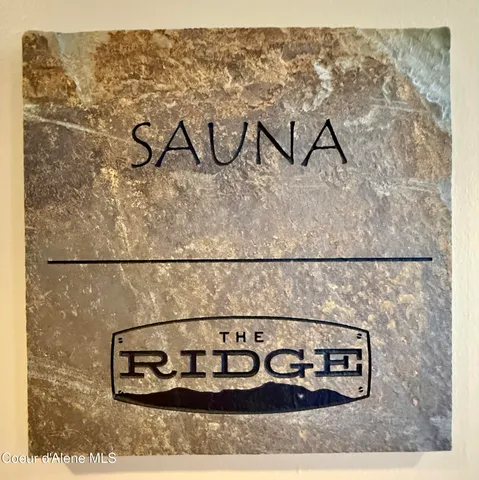 SAUNA
THE
RIDGE
Coeur d'Alene MLS